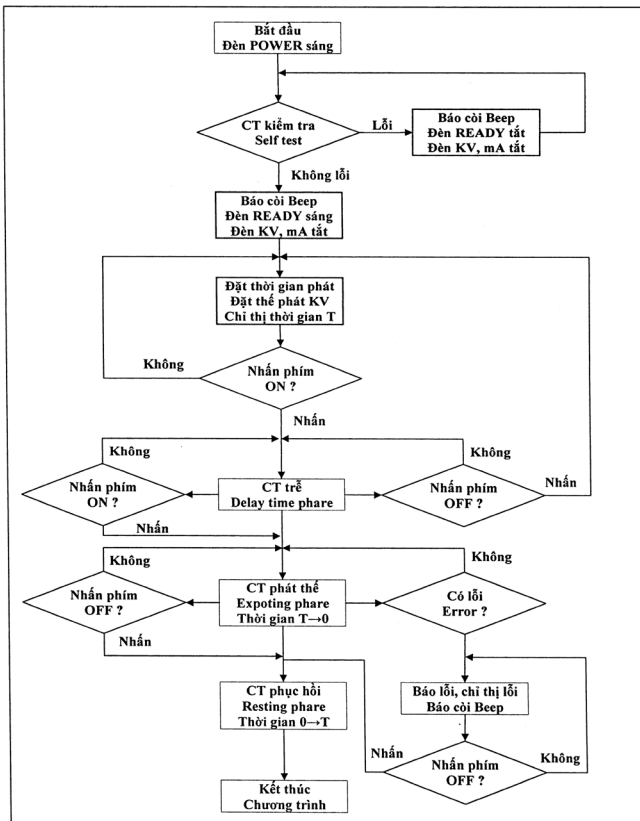 Bắt đầu
Đèn POWER sáng
CT kiểm tra
Self test
Lỗi
Báo còi Beep
Đèn READY tắt
Đèn KV, mA tắt
Không lỗi
Báo còi Beep
Đèn READY sáng
Đèn KV, mA tắt
Đặt thời gian phát
Đặt thế phát KV
Chỉ thị thời gian T
Không
Nhấn phím
ON ?
Nhấn
Không
Không
Nhấn phím
ON ?
CT trễ
Delay time phare
Nhấn phím
OFF ?
Nhấn
Nhấn
Không
Không
Nhấn phím
OFF ?
CT phát thế
Expoting phare
Thời gian T→0
Có lỗi
Error ?
Nhấn
CT phục hồi
Resting phare
Thời gian 0→T
Báo lỗi, chỉ thị lỗi
Báo còi Beep
Nhấn
Không
Nhấn phím
OFF ?
Kết thúc
Chương trình